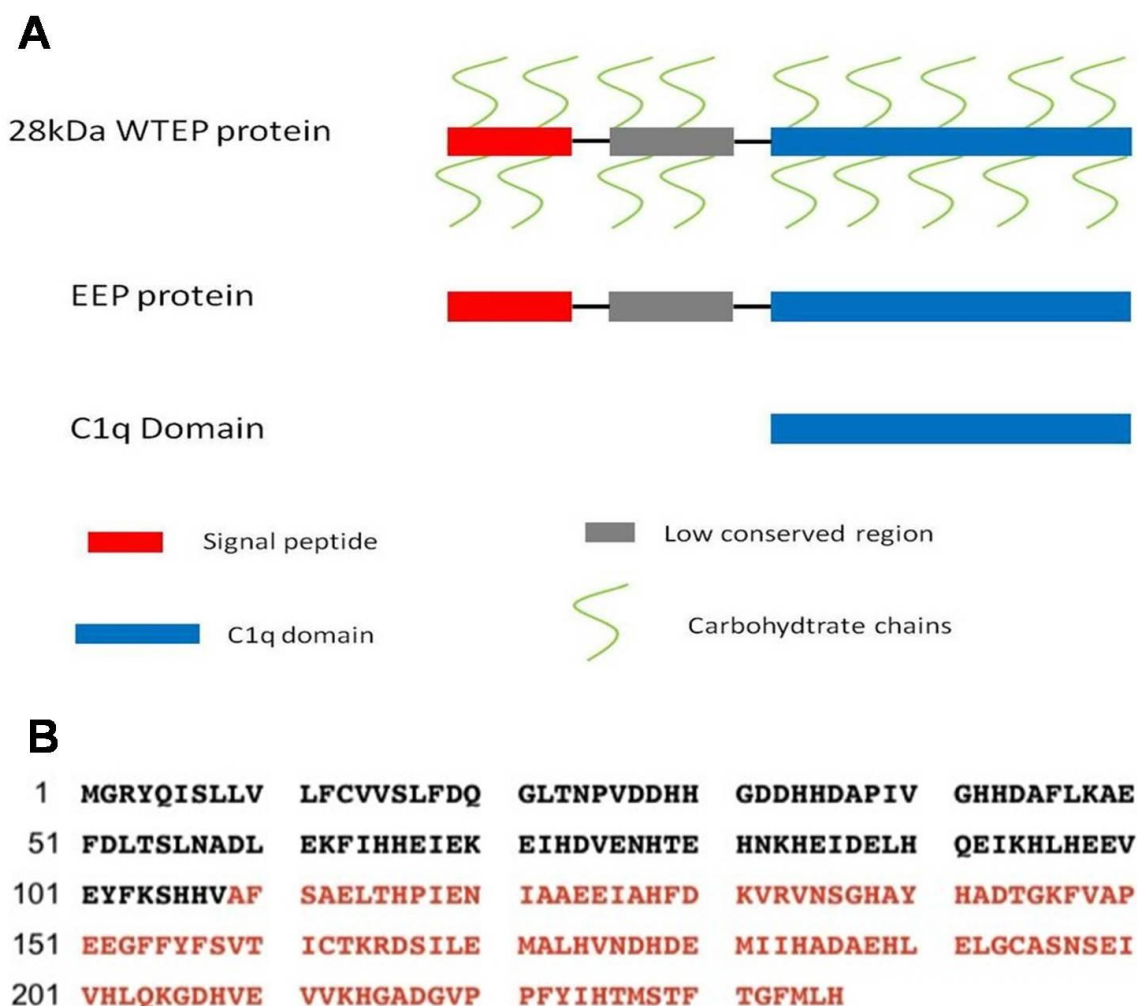 A
28kDa WTEP protein
EEP protein
C1q Domain
Signal peptide
Low conserved region
C1q domain
Carbohydtrate chains
B
1 MGRYQISLLV LFCVVSLFDQ GLTNPVDDHH GDDHHDAPIV GHHDAFLKAE
51 FDLTSLNADL EKFIHHEIEK EIHDVENHTE HNKHEIDELH QEIKHLHEEV
101 EYFKSHHVAF SAELTHPIEN IAAEEIAHFD KVRVNSGHAY HADTGKFVAP
151 EEGFFYFSVT ICTKRDSILE MALHVNDHDE MIIHADAEHL ELGCASNSEI
201 VHLQKGDHVE VVKHGADGVP PFYIHTMSTF TGFMLH